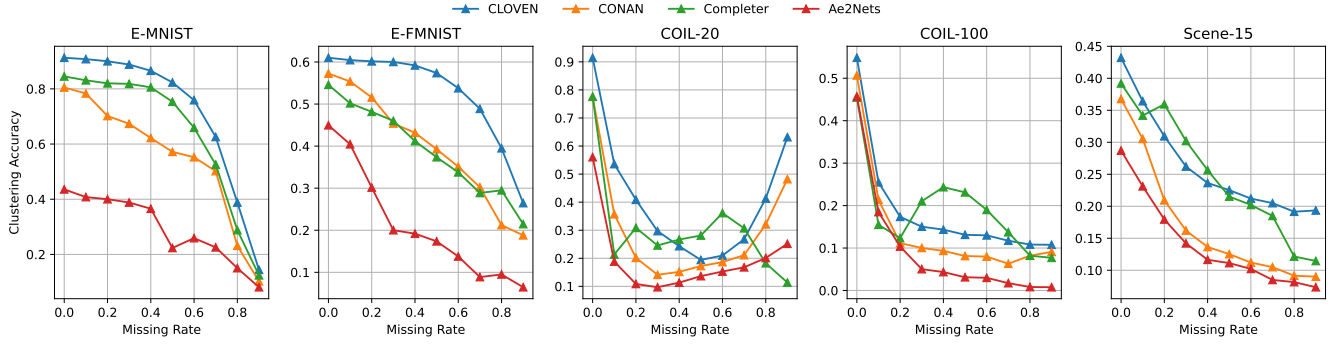 CLOVEN CONAN Completer Ae2Nets
E-MNIST
Clustering Accuracy
0.8
0.6
0.4
0.2
0.0 0.2 0.4 0.6 0.8
Missing Rate
E-FMNIST
0.6
0.5
0.4
0.3
0.2
0.1
0.0 0.2 0.4 0.6 0.8
Missing Rate
COIL-20
0.9
0.8
0.7
0.6
0.5
0.4
0.3
0.2
0.1
0.0 0.2 0.4 0.6 0.8
Missing Rate
COIL-100
0.5
0.4
0.3
0.2
0.1
0.0
0.0 0.2 0.4 0.6 0.8
Missing Rate
Scene-15
0.45
0.40
0.35
0.30
0.25
0.20
0.15
0.10
0.0 0.2 0.4 0.6 0.8
Missing Rate